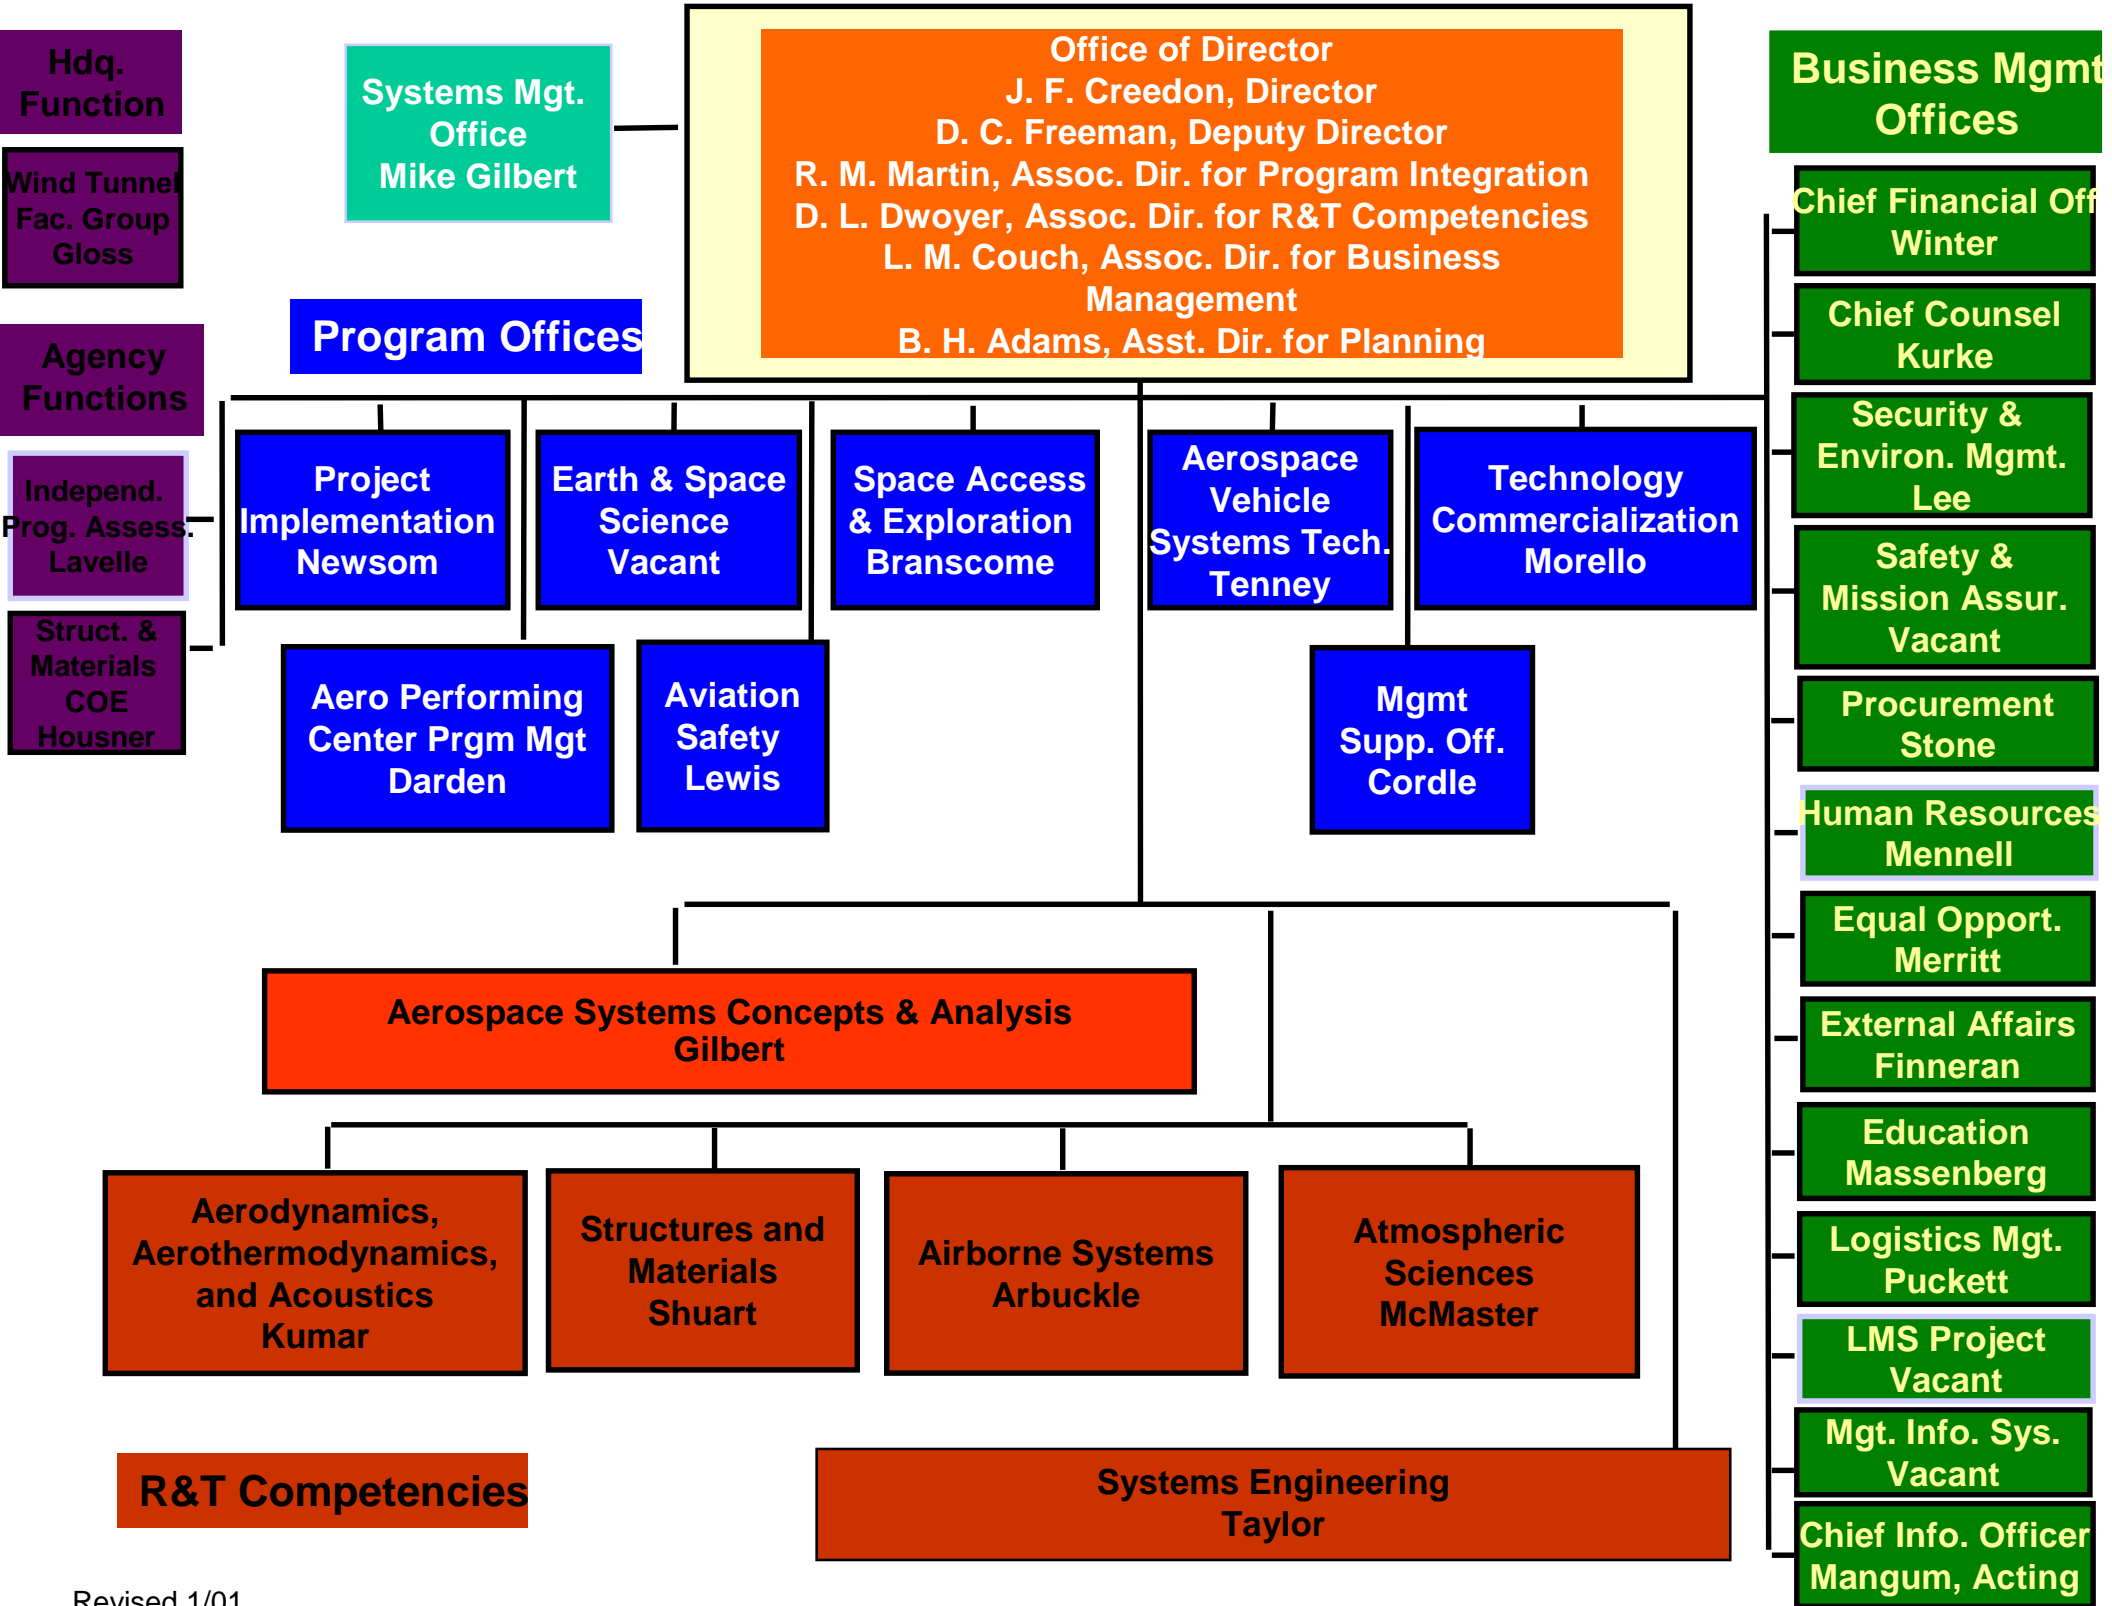 Hdq.
Function
Wind Tunnel
Fac. Group
Gloss
Agency
Functions
Independ.
Prog. Assess.
Lavelle
Struct. &
Materials
COE
Housner
Systems Mgt.
Office
Mike Gilbert
Office of Director
J. F. Creedon, Director
D. C. Freeman, Deputy Director
R. M. Martin, Assoc. Dir. for Program Integration
D. L. Dwoyer, Assoc. Dir. for R&T Competencies
L. M. Couch, Assoc. Dir. for Business
Management
B. H. Adams, Asst. Dir. for Planning
Program Offices
Project
Implementation
Newsom
Earth & Space
Science
Vacant
Space Access
& Exploration
Branscome
Aerospace
Vehicle
Systems Tech.
Tenney
Technology
Commercialization
Morello
Aero Performing
Center Prgm Mgt
Darden
Aviation
Safety
Lewis
Mgmt
Supp. Off.
Cordle
Aerospace Systems Concepts & Analysis
Gilbert
Aerodynamics,
Aerothermodynamics,
and Acoustics
Kumar
Structures and
Materials
Shuart
Airborne Systems
Arbuckle
Atmospheric
Sciences
McMaster
R&T Competencies
Systems Engineering
Taylor
Business Mgmt
Offices
Chief Financial Off
Winter
Chief Counsel
Kurke
Security &
Environ. Mgmt.
Lee
Safety &
Mission Assur.
Vacant
Procurement
Stone
Human Resources
Mennell
Equal Opport.
Merritt
External Affairs
Finneran
Education
Massenberg
Logistics Mgt.
Puckett
LMS Project
Vacant
Mgt. Info. Sys.
Vacant
Chief Info. Officer
Mangum, Acting
Revised 1/01